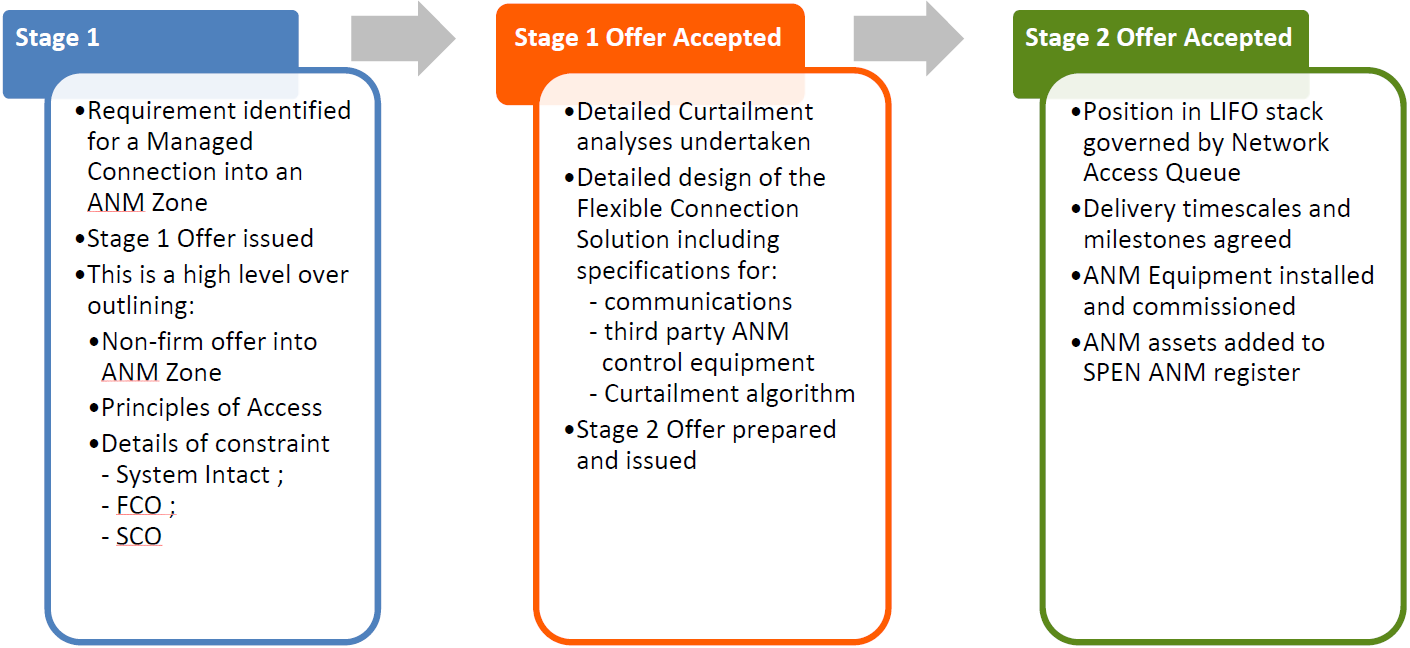 Stage 1
•Requirement identified
for a Managed
Connection into an
ANM Zone
•Stage 1 Offer issued
•This is a high level over
outlining:
•Non-firm offer into
ANM Zone
•Principles of Access
•Details of constraint
- System Intact ;
- FCO ;
- SCO
Stage 1 Offer Accepted
•Detailed Curtailment
analyses undertaken
•Detailed design of the
Flexible Connection
Solution including
specifications for:
- communications
- third party ANM
control equipment
- Curtailment algorithm
•Stage 2 Offer prepared
and issued
Stage 2 Offer Accepted
•Position in LIFO stack
governed by Network
Access Queue
•Delivery timescales and
milestones agreed
•ANM Equipment installed
and commissioned
•ANM assets added to
SPEN ANM register